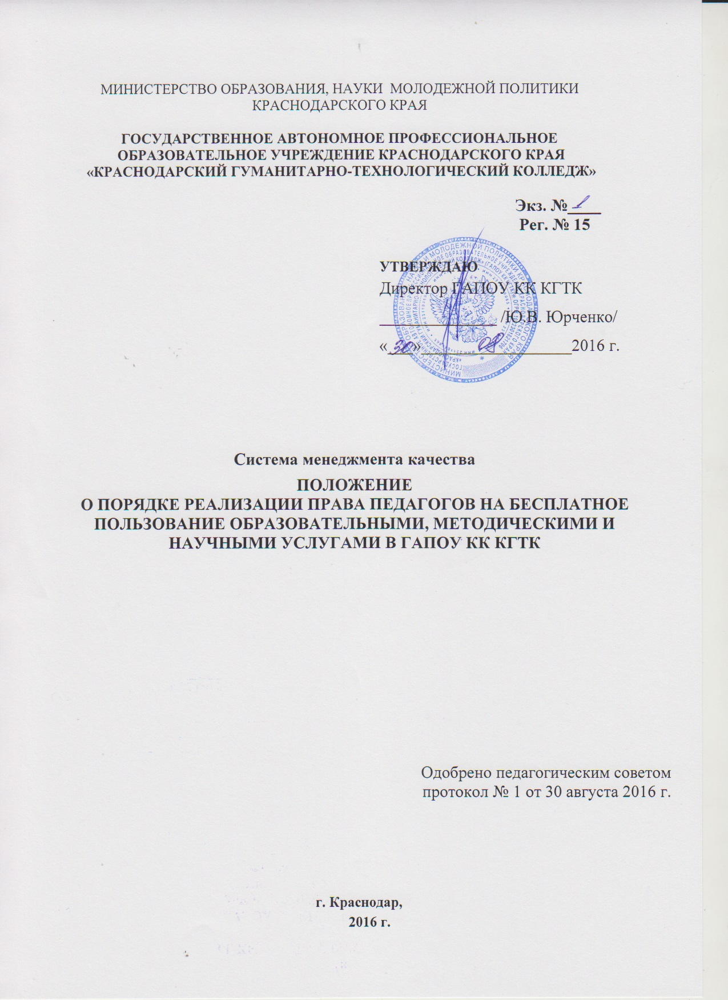 МИНИСТЕРСТВО ОБРАЗОВАНИЯ, НАУКИ МОЛОДЕЖНОЙ ПОЛИТИКИ
КРАСНОДАРСКОГО КРАЯ
ГОСУДАРСТВЕННОЕ АВТОНОМНОЕ ПРОФЕССИОНАЛЬНОЕ
ОБРАЗОВАТЕЛЬНОЕ УЧРЕЖДЕНИЕ КРАСНОДАРСКОГО КРАЯ
«КРАСНОДАРСКИЙ ГУМАНИТАРНО-ТЕХНОЛОГИЧЕСКИЙ КОЛЛЕДЖ»
Экз. № 1
Рег. № 15
УТВЕРЖДАЮ
Директор ГАПОУ КК КГТК
______________ /Ю.В. Юрченко/
«30» 08 2016 г.
Система менеджмента качества
ПОЛОЖЕНИЕ
О ПОРЯДКЕ РЕАЛИЗАЦИИ ПРАВА ПЕДАГОГОВ НА БЕСПЛАТНОЕ
ПОЛЬЗОВАНИЕ ОБРАЗОВАТЕЛЬНЫМИ, МЕТОДИЧЕСКИМИ И
НАУЧНЫМИ УСЛУГАМИ В ГАПОУ КК КГТК
Одобрено педагогическим советом
протокол № 1 от 30 августа 2016 г.
г. Краснодар,
2016 г.